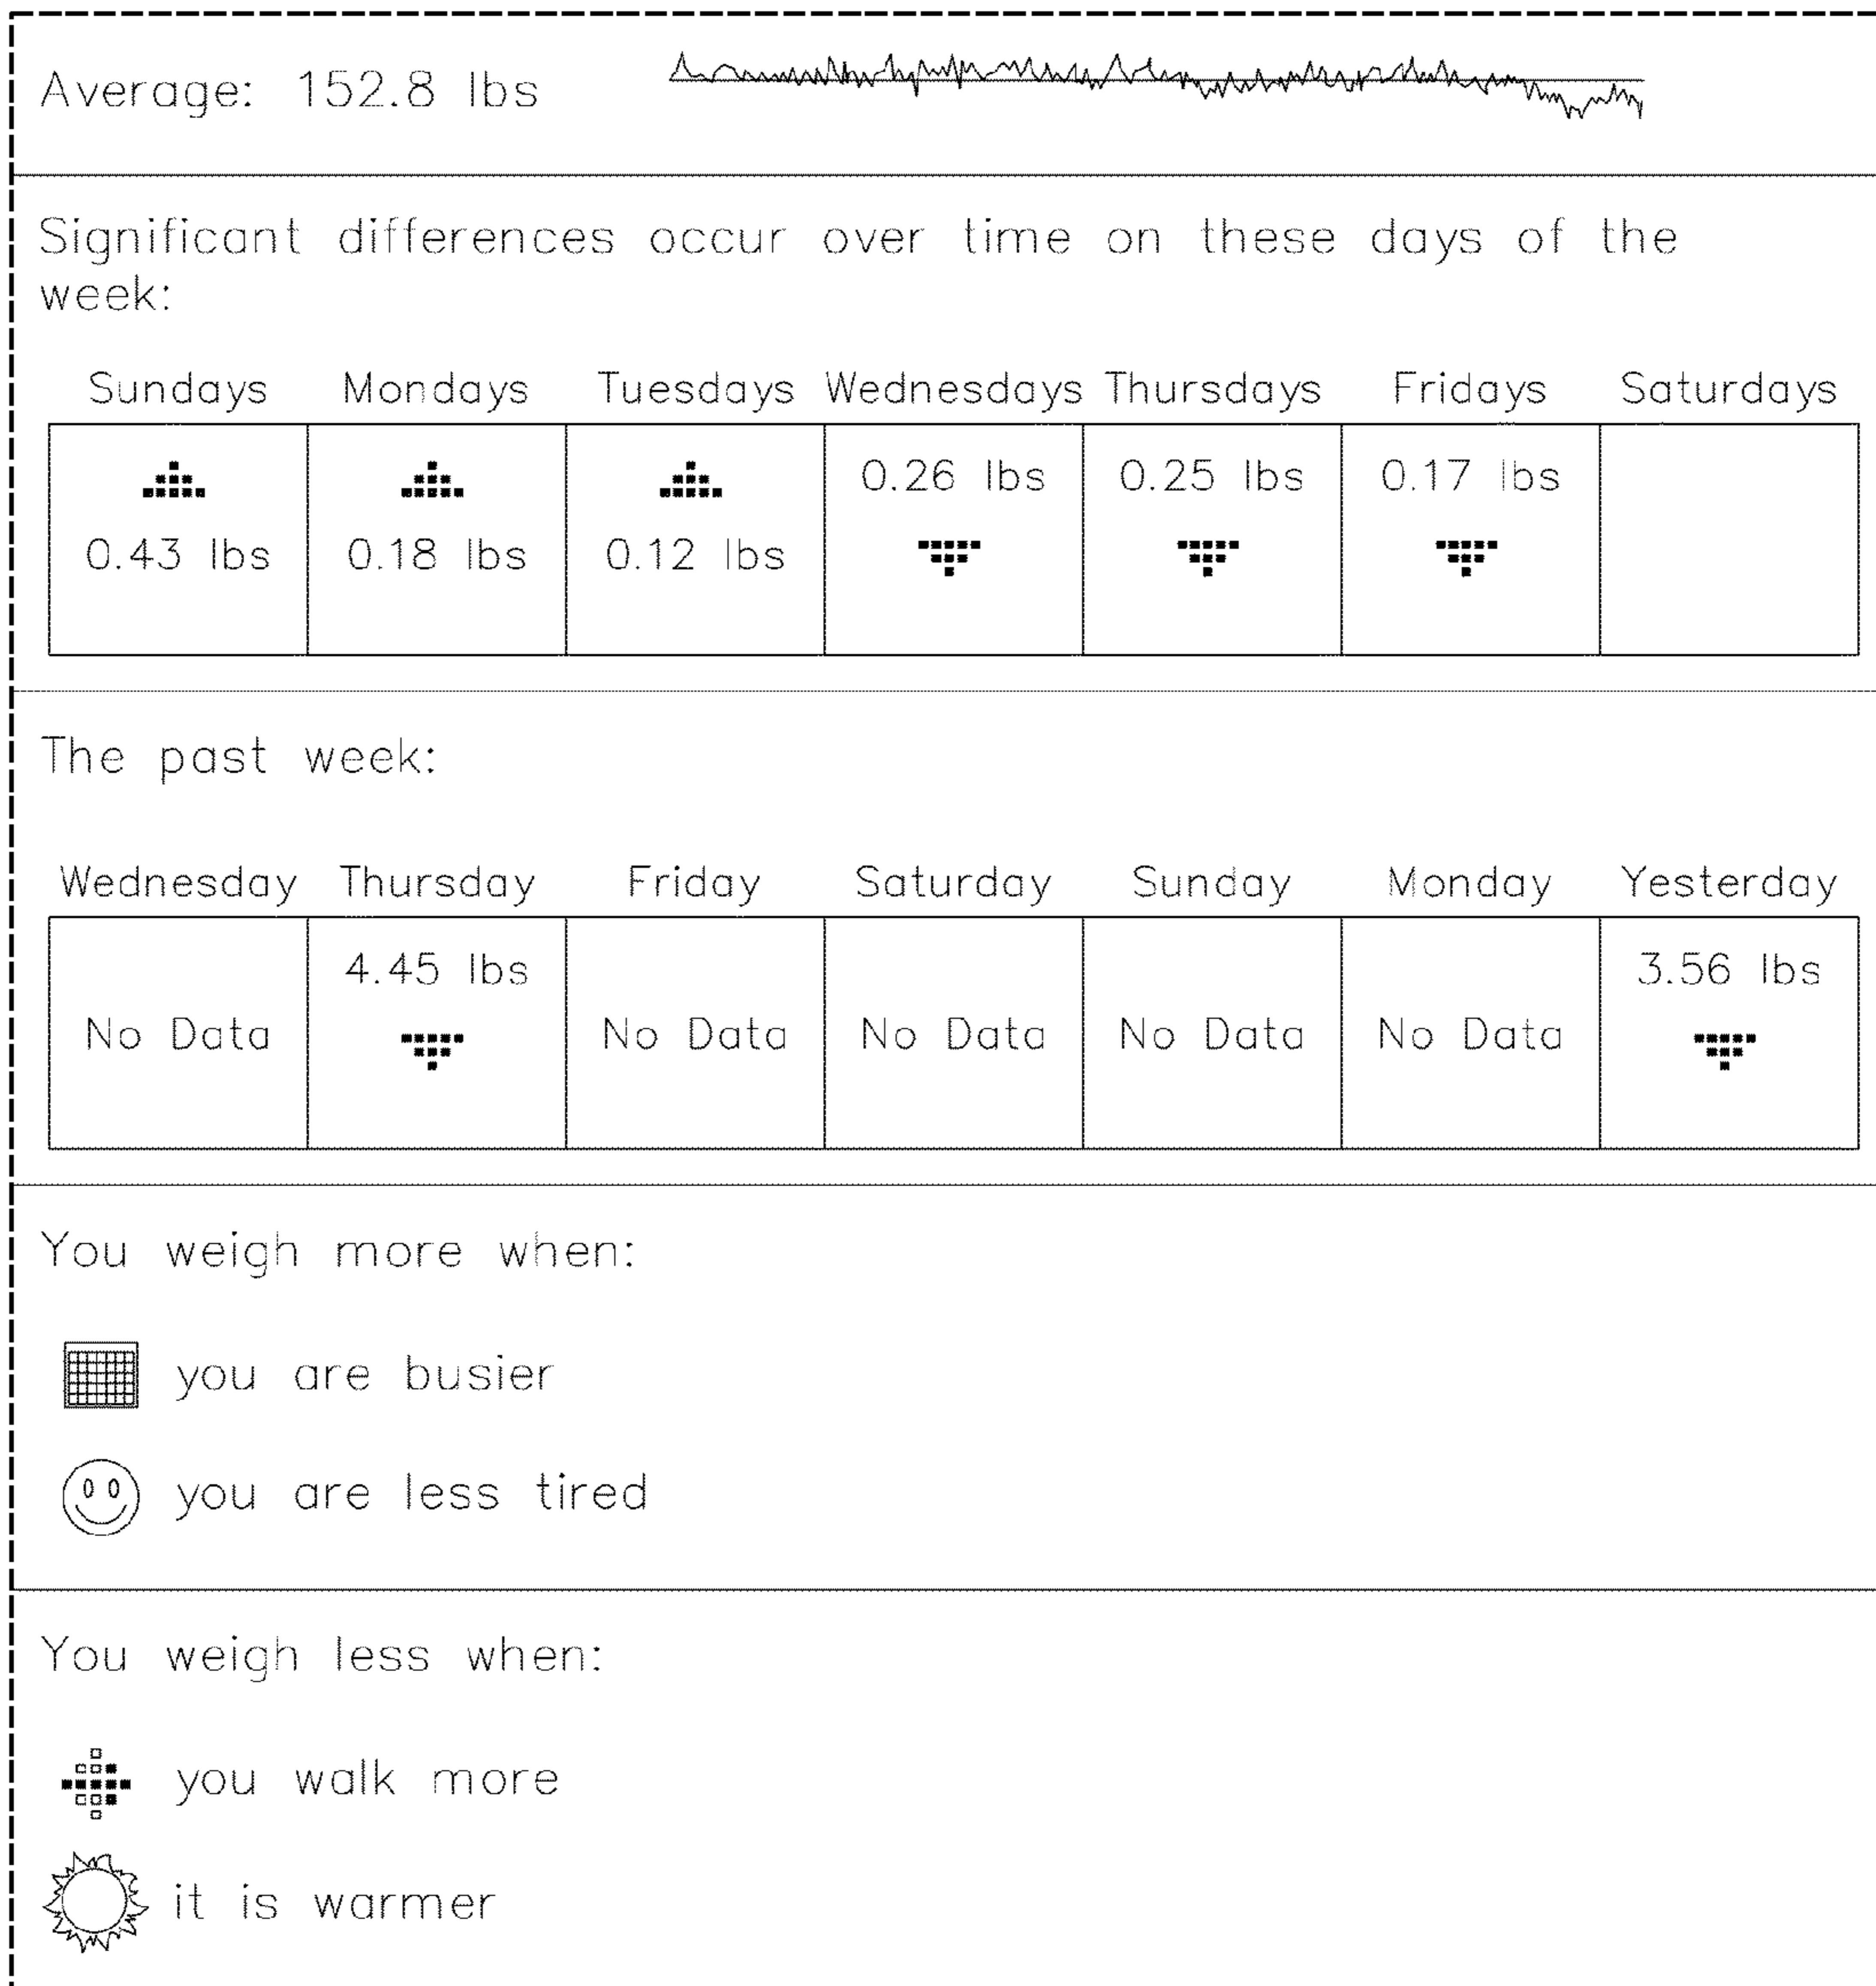 Average: 152.8 lbs
Significant differences occur over time on these days of the
week:
Sundays Mondays Tuesdays Wednesdays Thursdays Fridays Saturdays
0.26 lbs 0.25 lbs 0.17 lbs
0.43 lbs 0.18 lbs 0.12 lbs
The past week:
Wednesday Thursday Friday Saturday Sunday Monday Yesterday
4.45 lbs 3.56 lbs
No Data No Data No Data No Data No Data
You weigh more when:
you are busier
you are less tired
You weigh less when:
you walk more
it is warmer